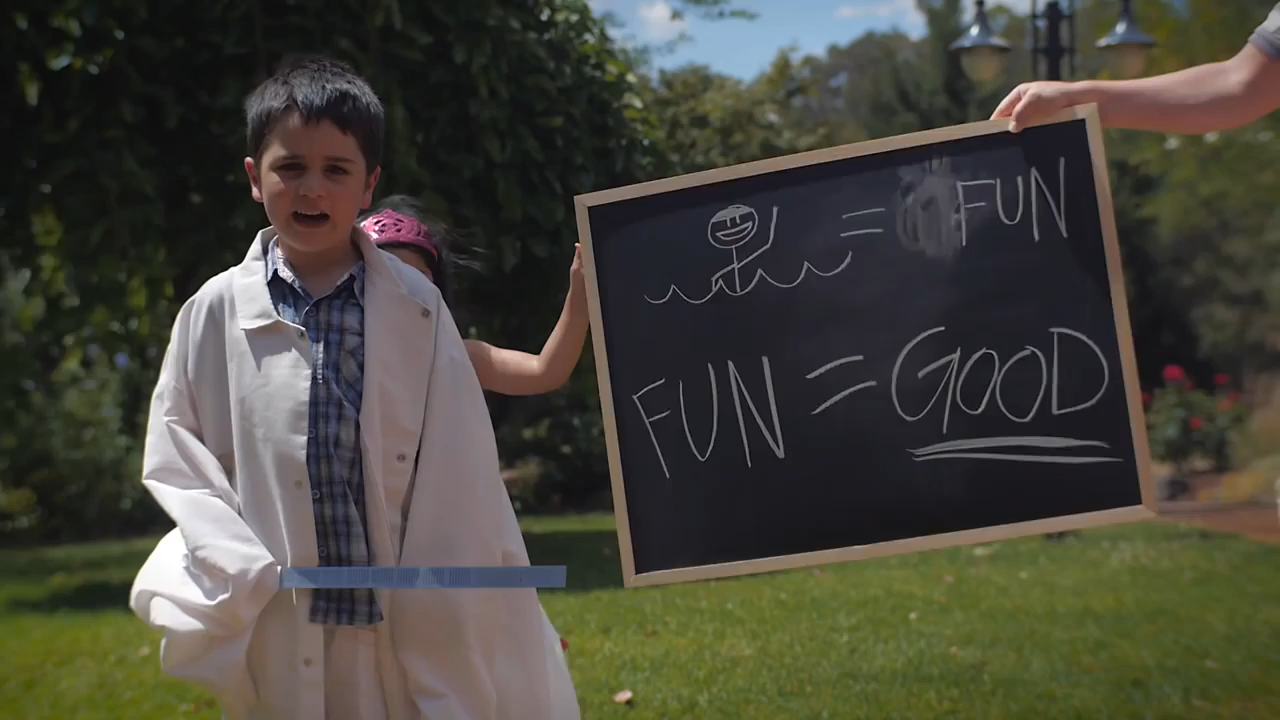 = FUN
FUN = GOOD